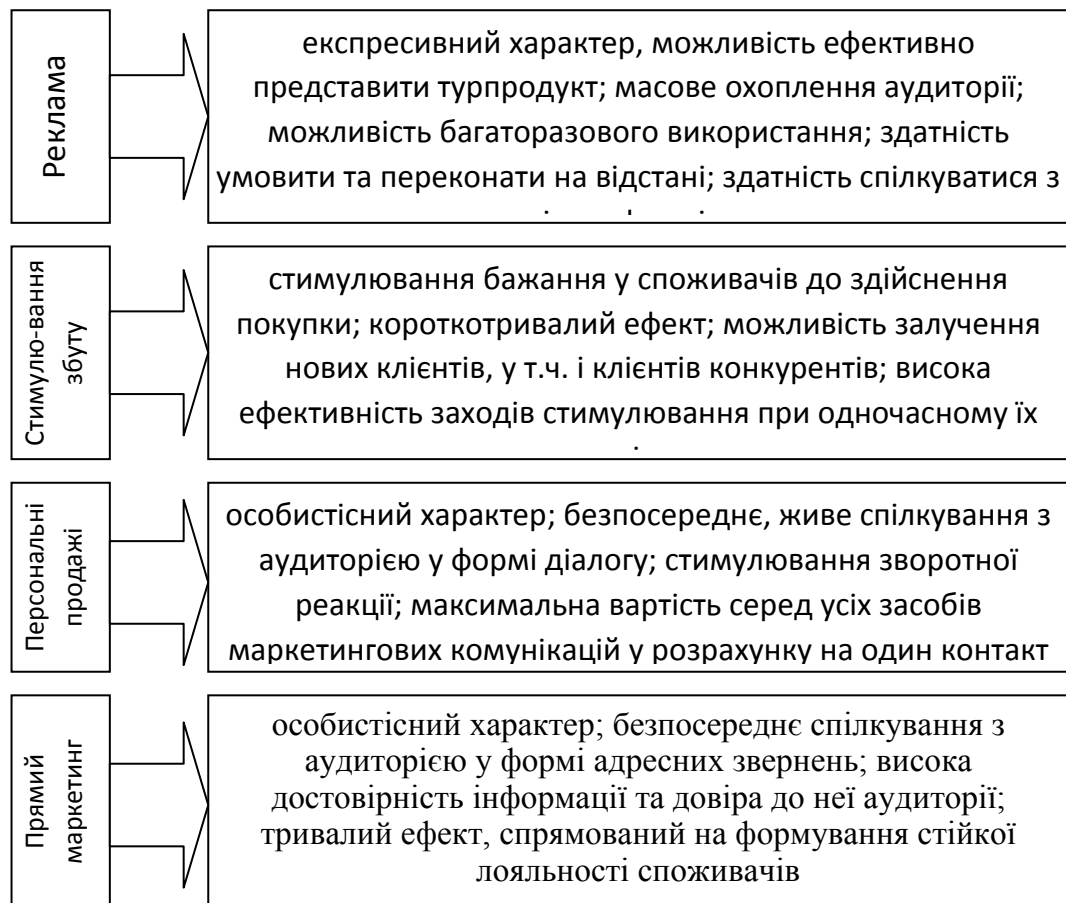 Реклама
експресивний характер, можливість ефективно
представити турпродукт; масове охоплення аудиторії;
можливість багаторазового використання; здатність
умовити та переконати на відстані; здатність спілкуватися з
Стимулю-вання
збуту
стимулювання бажання у споживачів до здійснення
покупки; короткотривалий ефект; можливість залучення
нових клієнтів, у т.ч. і клієнтів конкурентів; висока
ефективність заходів стимулювання при одночасному їх
Персональні
продажі
особистісний характер; безпосереднє, живе спілкування з
аудиторією у формі діалогу; стимулювання зворотної
реакції; максимальна вартість серед усіх засобів
маркетингових комунікацій у розрахунку на один контакт
Прямий
маркетинг
особистісний характер; безпосереднє спілкування з
аудиторією у формі адресних звернень; висока
достовірність інформації та довіра до неї аудиторії;
тривалий ефект, спрямований на формування стійкої
лояльності споживачів